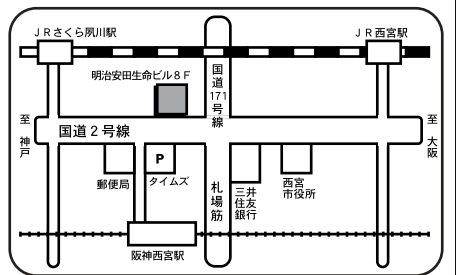 JRさくら夙川駅
JR西宮駅
明治安田生命ビル8F
国道171号線
至神戸
国道2号線
至大阪
郵便局
P
タイムズ
札場筋
三井
住友
銀行
西宮
市役所
阪神西宮駅